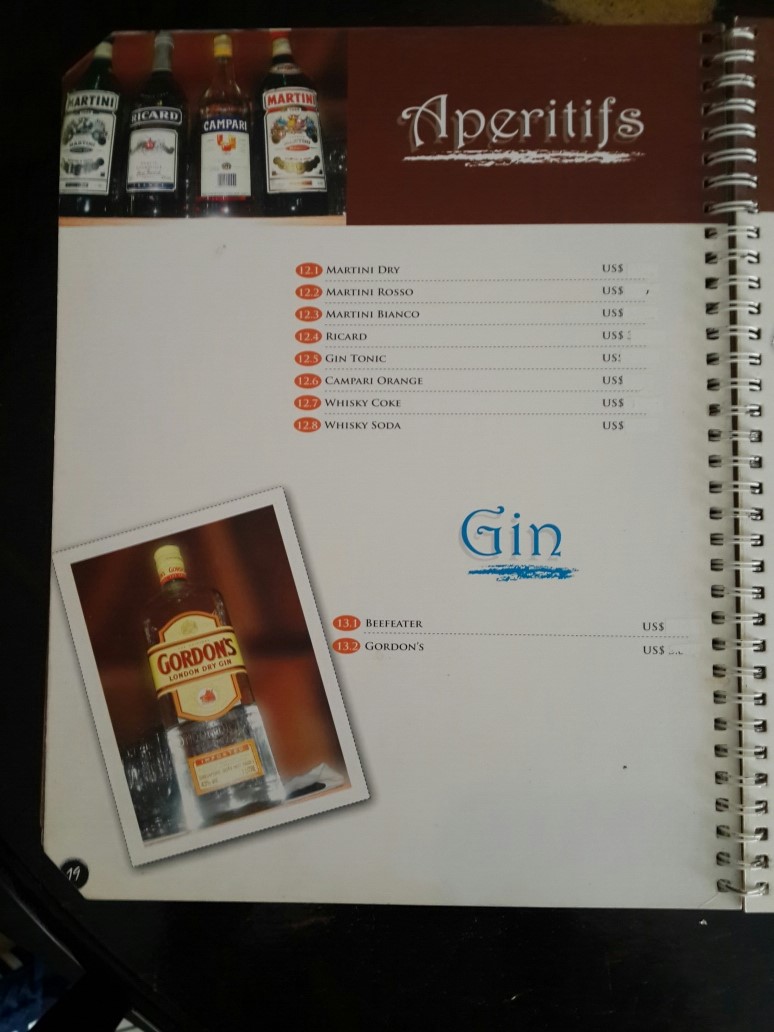 MARTINI
RICARD
CAMPARI
MARTINI
Aperitifs
12.1 MARTINI DRY US$
12.2 MARTINI ROSSO US$
12.3 MARTINI BIANCO US$
12.4 RICARD US$
12.5 GIN TONIC US$
12.6 CAMPARI ORANGE US$
12.7 WHISKY COKE US$
12.8 WHISKY SODA US$
Gin
13.1 BEEFEATER US$
13.2 GORDON'S US$
GORDON'S
LONDON DRY GIN
IMPORTED
19